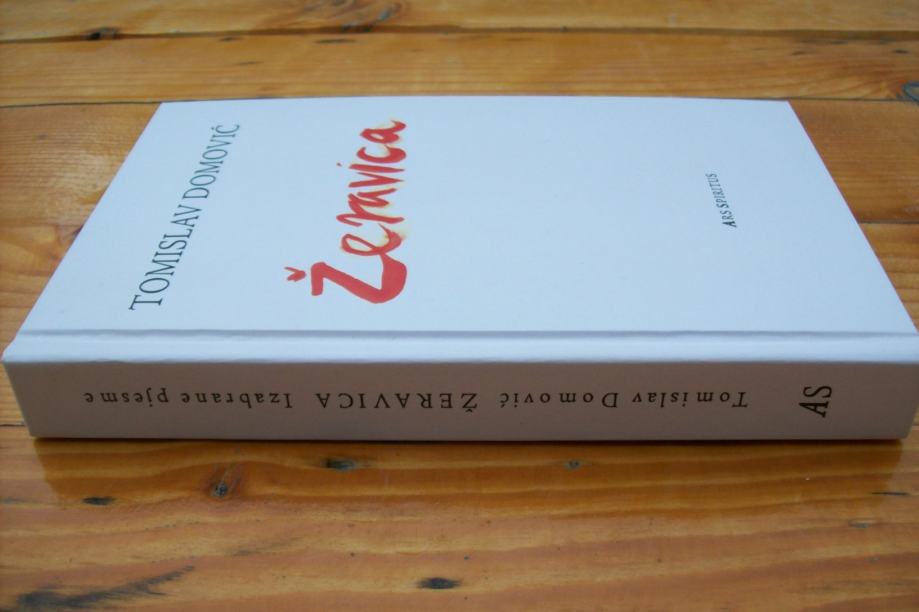 TOMISLAV DOMOVIĆ
Žeravica
ARS SPIRITUS
Tomislav Domović ŽERAVICA Izabrane pjesme
AS